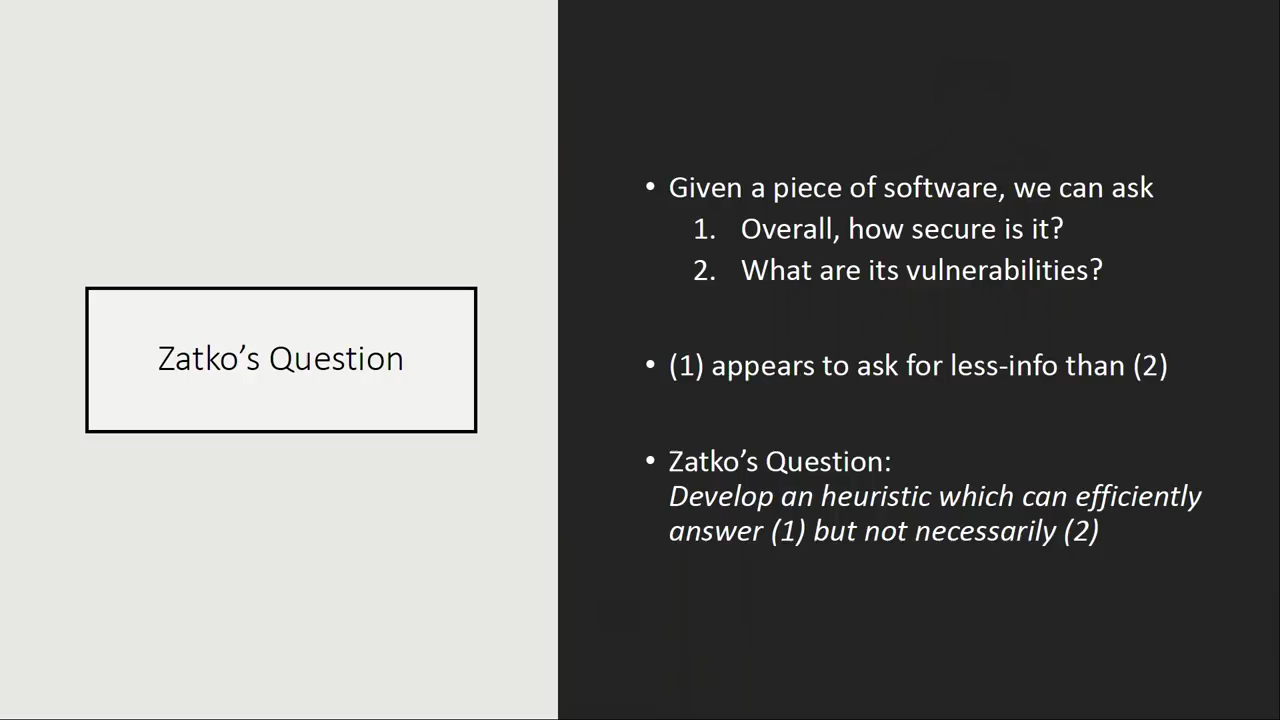 Zatko’s Question
• Given a piece of software, we can ask
1. Overall, how secure is it?
2. What are its vulnerabilities?
• (1) appears to ask for less-info than (2)
• Zatko’s Question:
Develop an heuristic which can efficiently
answer (1) but not necessarily (2)